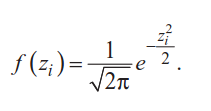 f(z_i) = \frac{1}{\sqrt{2\pi}} e^{-\frac{z_i^2}{2}}.